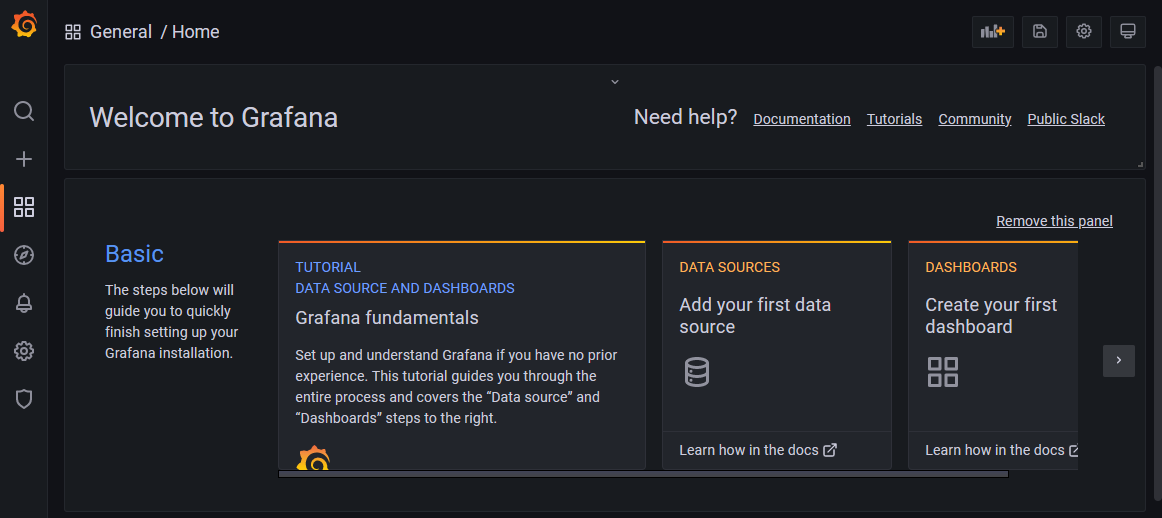 General / Home
Welcome to Grafana
Need help? Documentation Tutorials Community Public Slack
Remove this panel
Basic
The steps below will
guide you to quickly
finish setting up your
Grafana installation.
TUTORIAL
DATA SOURCE AND DASHBOARDS
Grafana fundamentals
Set up and understand Grafana if you have no prior
experience. This tutorial guides you through the
entire process and covers the “Data source” and
“Dashboards” steps to the right.
DATA SOURCES
Add your first data
source
Learn how in the docs
DASHBOARDS
Create your first
dashboard
Learn how in the docs